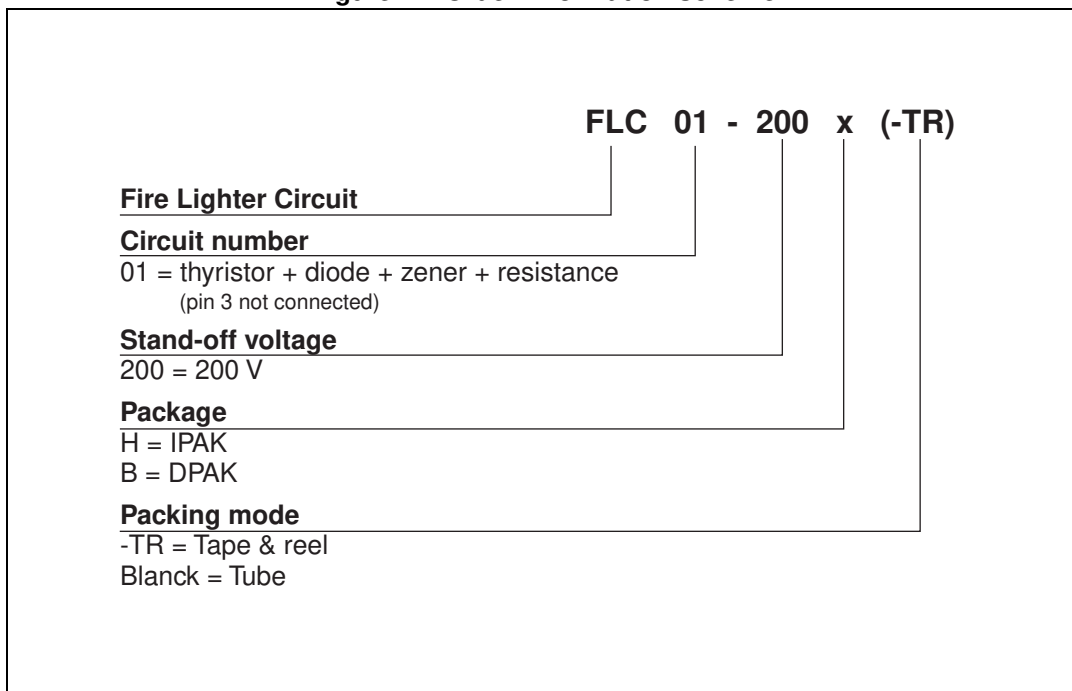 FLC 01 - 200 x (-TR)
Fire Lighter Circuit
Circuit number
01 = thyristor + diode + zener + resistance
(pin 3 not connected)
Stand-off voltage
200 = 200 V
Package
H = IPAK
B = DPAK
Packing mode
-TR = Tape & reel
Blanck = Tube